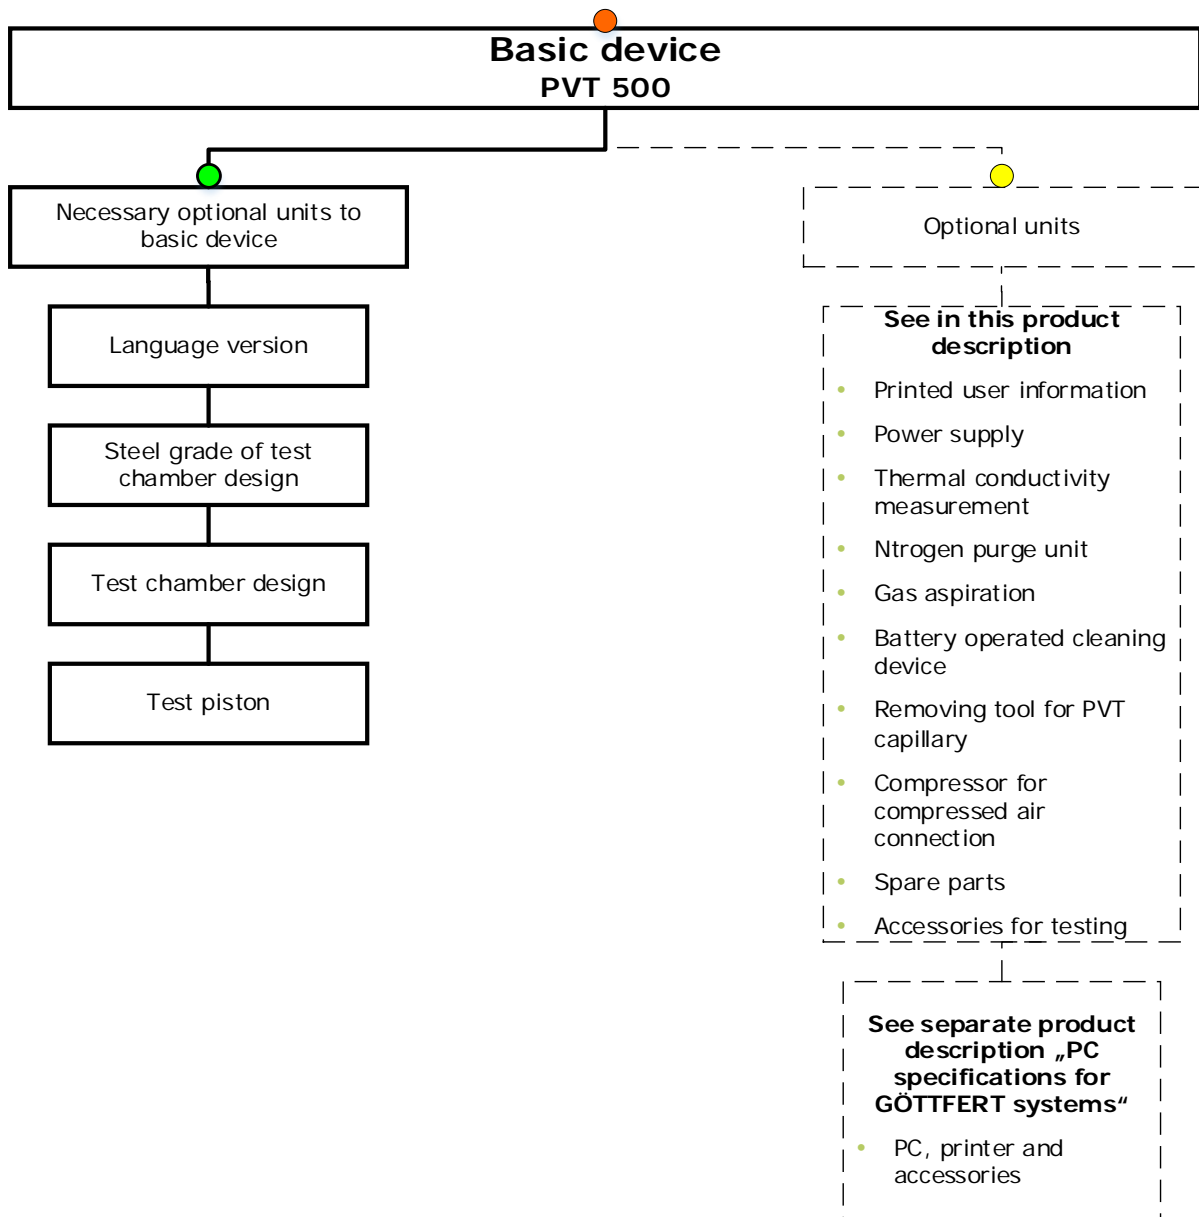 Basic device
PVT 500
Necessary optional units to
basic device
Language version
Steel grade of test
chamber design
Test chamber design
Test piston
Optional units
See in this product
description
• Printed user information
• Power supply
• Thermal conductivity
measurement
• Ntrogen purge unit
• Gas aspiration
• Battery operated cleaning
device
• Removing tool for PVT
capillary
• Compressor for
compressed air
connection
• Spare parts
• Accessories for testing
See separate product
description „PC
specifications for
GÖTTFERT systems“
• PC, printer and
accessories